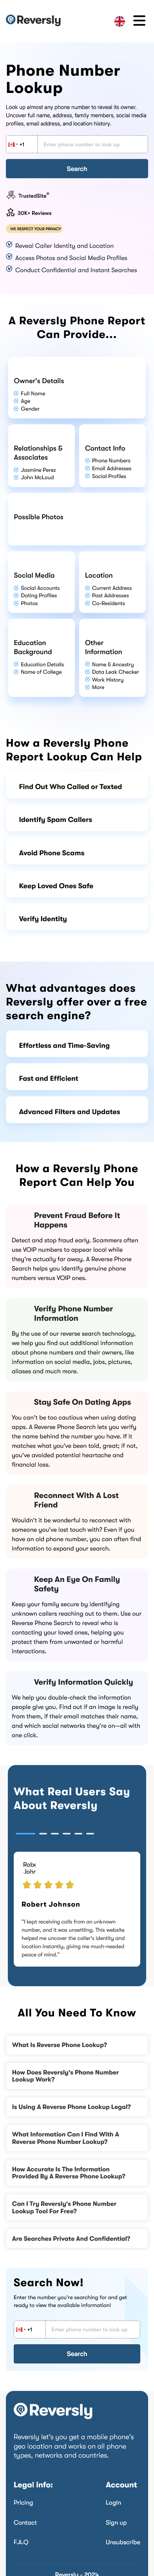 Reversly
Phone Number
Lookup
Look up almost any phone number to reveal its owner.
Uncover full name, address, family members, social media
profiles, email address, and location history.
+1
Enter phone number to look up
Search
TrustedSite®
30K+ Reviews
WE RESPECT YOUR PRIVACY
Reveal Caller Identity and Location
Access Photos and Social Media Profiles
Conduct Confidential and Instant Searches
A Reversly Phone Report
Can Provide...
Owner's Details
Full Name
Age
Gender
Relationships &
Associates
Jasmine Perez
John McLoud
Contact Info
Phone Numbers
Email Addresses
Social Profiles
Possible Photos
Social Media
Social Accounts
Dating Profiles
Photos
Location
Current Address
Past Addresses
Co-Residents
Education
Background
Education Details
Name of College
Other
Information
Name & Ancestry
Data Leak Checker
Work History
More
How a Reversly Phone
Report Lookup Can Help
Find Out Who Called or Texted
Identify Spam Callers
Avoid Phone Scams
Keep Loved Ones Safe
Verify Identity
What advantages does
Reversly offer over a free
search engine?
Effortless and Time-Saving
Fast and Efficient
Advanced Filters and Updates
How a Reversly Phone
Report Can Help You
Prevent Fraud Before It
Happens
Detect and stop fraud early. Scammers often
use VOIP numbers to appear local while
they're actually far away. A Reverse Phone
Search helps you identify genuine phone
numbers versus VOIP ones.
Verify Phone Number
Information
By the use of our reverse search technology,
we help you find out additional information
about phone numbers and their owners, like
information on social media, jobs, pictures,
aliases and much more.
Stay Safe On Dating Apps
You can't be too cautious when using dating
apps. A Reverse Phone Search lets you verify
the name behind the number you have. If it
matches what you've been told, great; if not,
you've avoided potential heartache and
financial loss.
Reconnect With A Lost
Friend
Wouldn't it be wonderful to reconnect with
someone you've lost touch with? Even if you
only have an old phone number, you can often find
information to expand your search.
Keep An Eye On Family
Safety
Keep your family secure by identifying
unknown callers reaching out to them. Use our
Reverse Phone Search to reveal who is
contacting your loved ones, helping you
protect them from unwanted or harmful
interactions.
Verify Information Quickly
We help you double-check the information
people give you. Find out if an image is really
from them, if their email matches their name,
and which social networks they're on—all with
one click.
What Real Users Say
About Reversly
Robe
Johr
Robert Johnson
"I kept receiving calls from an unknown
number, and it was unsettling. This website
helped me uncover the caller's identity and
location instantly, giving me much-needed
peace of mind."
All You Need To Know
What Is Reverse Phone Lookup?
How Does Reversly's Phone Number
Lookup Work?
Is Using A Reverse Phone Lookup Legal?
What Information Can I Find With A
Reverse Phone Number Lookup?
How Accurate Is The Information
Provided By A Reverse Phone Lookup?
Can I Try Reversly's Phone Number
Lookup Tool For Free?
Are Searches Private And Confidential?
Search Now!
Enter the number you're searching for and get
ready to view the available information!
+1
Enter phone number to look up
Search
Reversly
Reversly let's you get a mobile phone's
geo location and works on all phone
types, networks and countries.
Legal info:
Account
Pricing
Login
Contact
Sign up
F.A.Q
Unsubscribe
Reversly - 2024